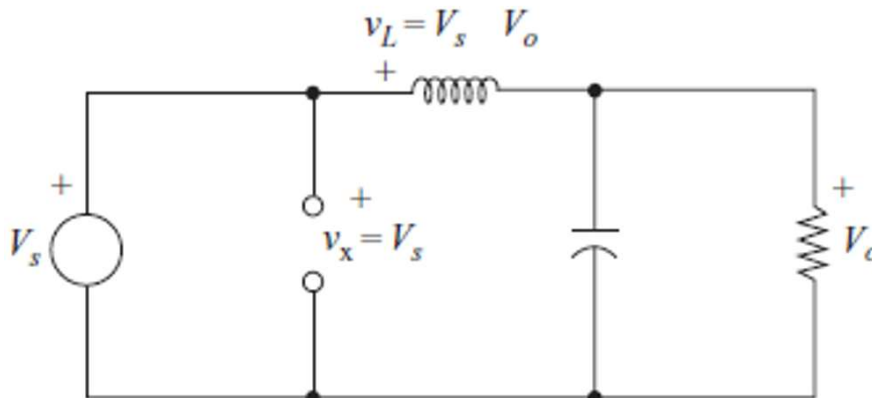 v_L = V_s V_o
+
+ + +
V_s v_x = V_s V_o